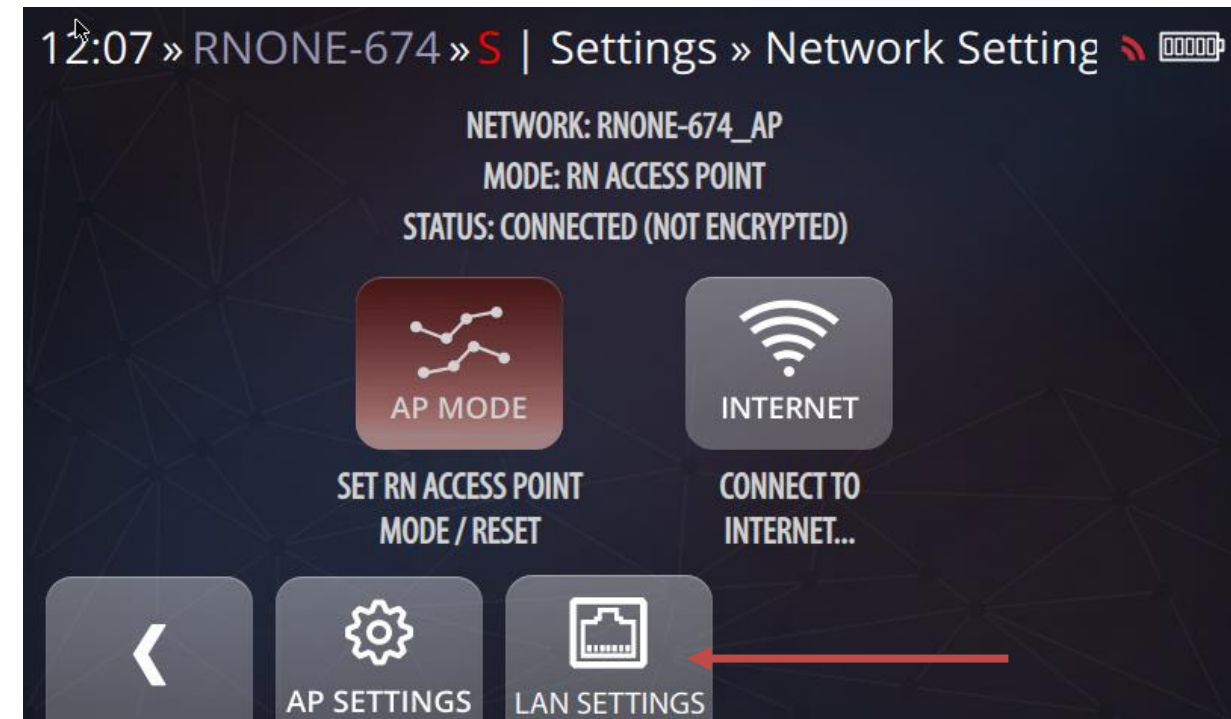 12:07 » RNONE-674 » S | Settings » Network Setting
NETWORK: RNONE-674_AP
MODE: RN ACCESS POINT
STATUS: CONNECTED (NOT ENCRYPTED)
AP MODE
SET RN ACCESS POINT
MODE / RESET
INTERNET
CONNECT TO
INTERNET...
AP SETTINGS
LAN SETTINGS